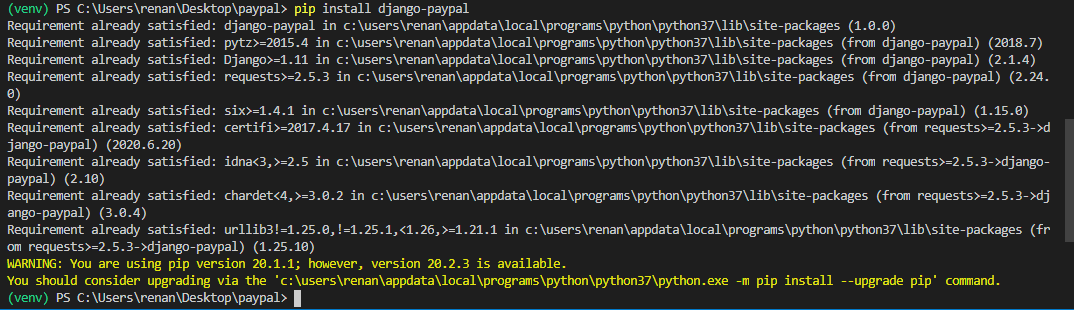 (venv) PS C:\Users\renan\Desktop\paypal> pip install django-paypal
Requirement already satisfied: django-paypal in c:\users\renan\appdata\local\programs\python\python37\lib\site-packages (1.0.0)
Requirement already satisfied: pytz>=2015.4 in c:\users\renan\appdata\local\programs\python\python37\lib\site-packages (from django-paypal) (2018.7)
Requirement already satisfied: Django>=1.11 in c:\users\renan\appdata\local\programs\python\python37\lib\site-packages (from django-paypal) (2.1.4)
Requirement already satisfied: requests>=2.5.3 in c:\users\renan\appdata\local\programs\python\python37\lib\site-packages (from django-paypal) (2.24.
0)
Requirement already satisfied: six>=1.4.1 in c:\users\renan\appdata\local\programs\python\python37\lib\site-packages (from django-paypal) (1.15.0)
Requirement already satisfied: certifi>=2017.4.17 in c:\users\renan\appdata\local\programs\python\python37\lib\site-packages (from requests>=2.5.3->d
jango-paypal) (2020.6.20)
Requirement already satisfied: idna<3,>=2.5 in c:\users\renan\appdata\local\programs\python\python37\lib\site-packages (from requests>=2.5.3->django-
paypal) (2.10)
Requirement already satisfied: chardet<4,>=3.0.2 in c:\users\renan\appdata\local\programs\python\python37\lib\site-packages (from requests>=2.5.3->dj
ango-paypal) (3.0.4)
Requirement already satisfied: urllib3!=1.25.0,!=1.25.1,<1.26,>=1.21.1 in c:\users\renan\appdata\local\programs\python\python37\lib\site-packages (fr
om requests>=2.5.3->django-paypal) (1.25.10)
WARNING: You are using pip version 20.1.1; however, version 20.2.3 is available.
You should consider upgrading via the 'c:\users\renan\appdata\local\programs\python\python37\python.exe -m pip install --upgrade pip' command.
(venv) PS C:\Users\renan\Desktop\paypal>